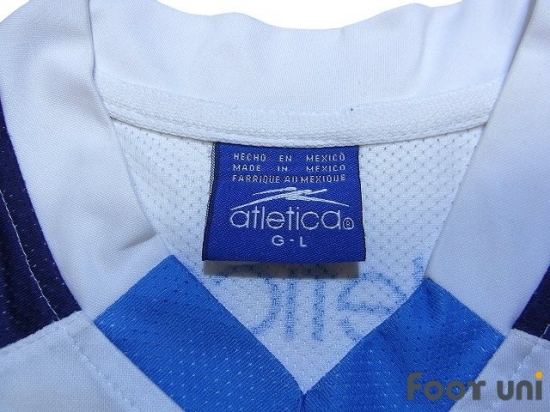 HECHO EN MEXICO
MADE IN MEXICO
FABRIQUE AU MEXIQUE
atletica®
G - L
Foot uni